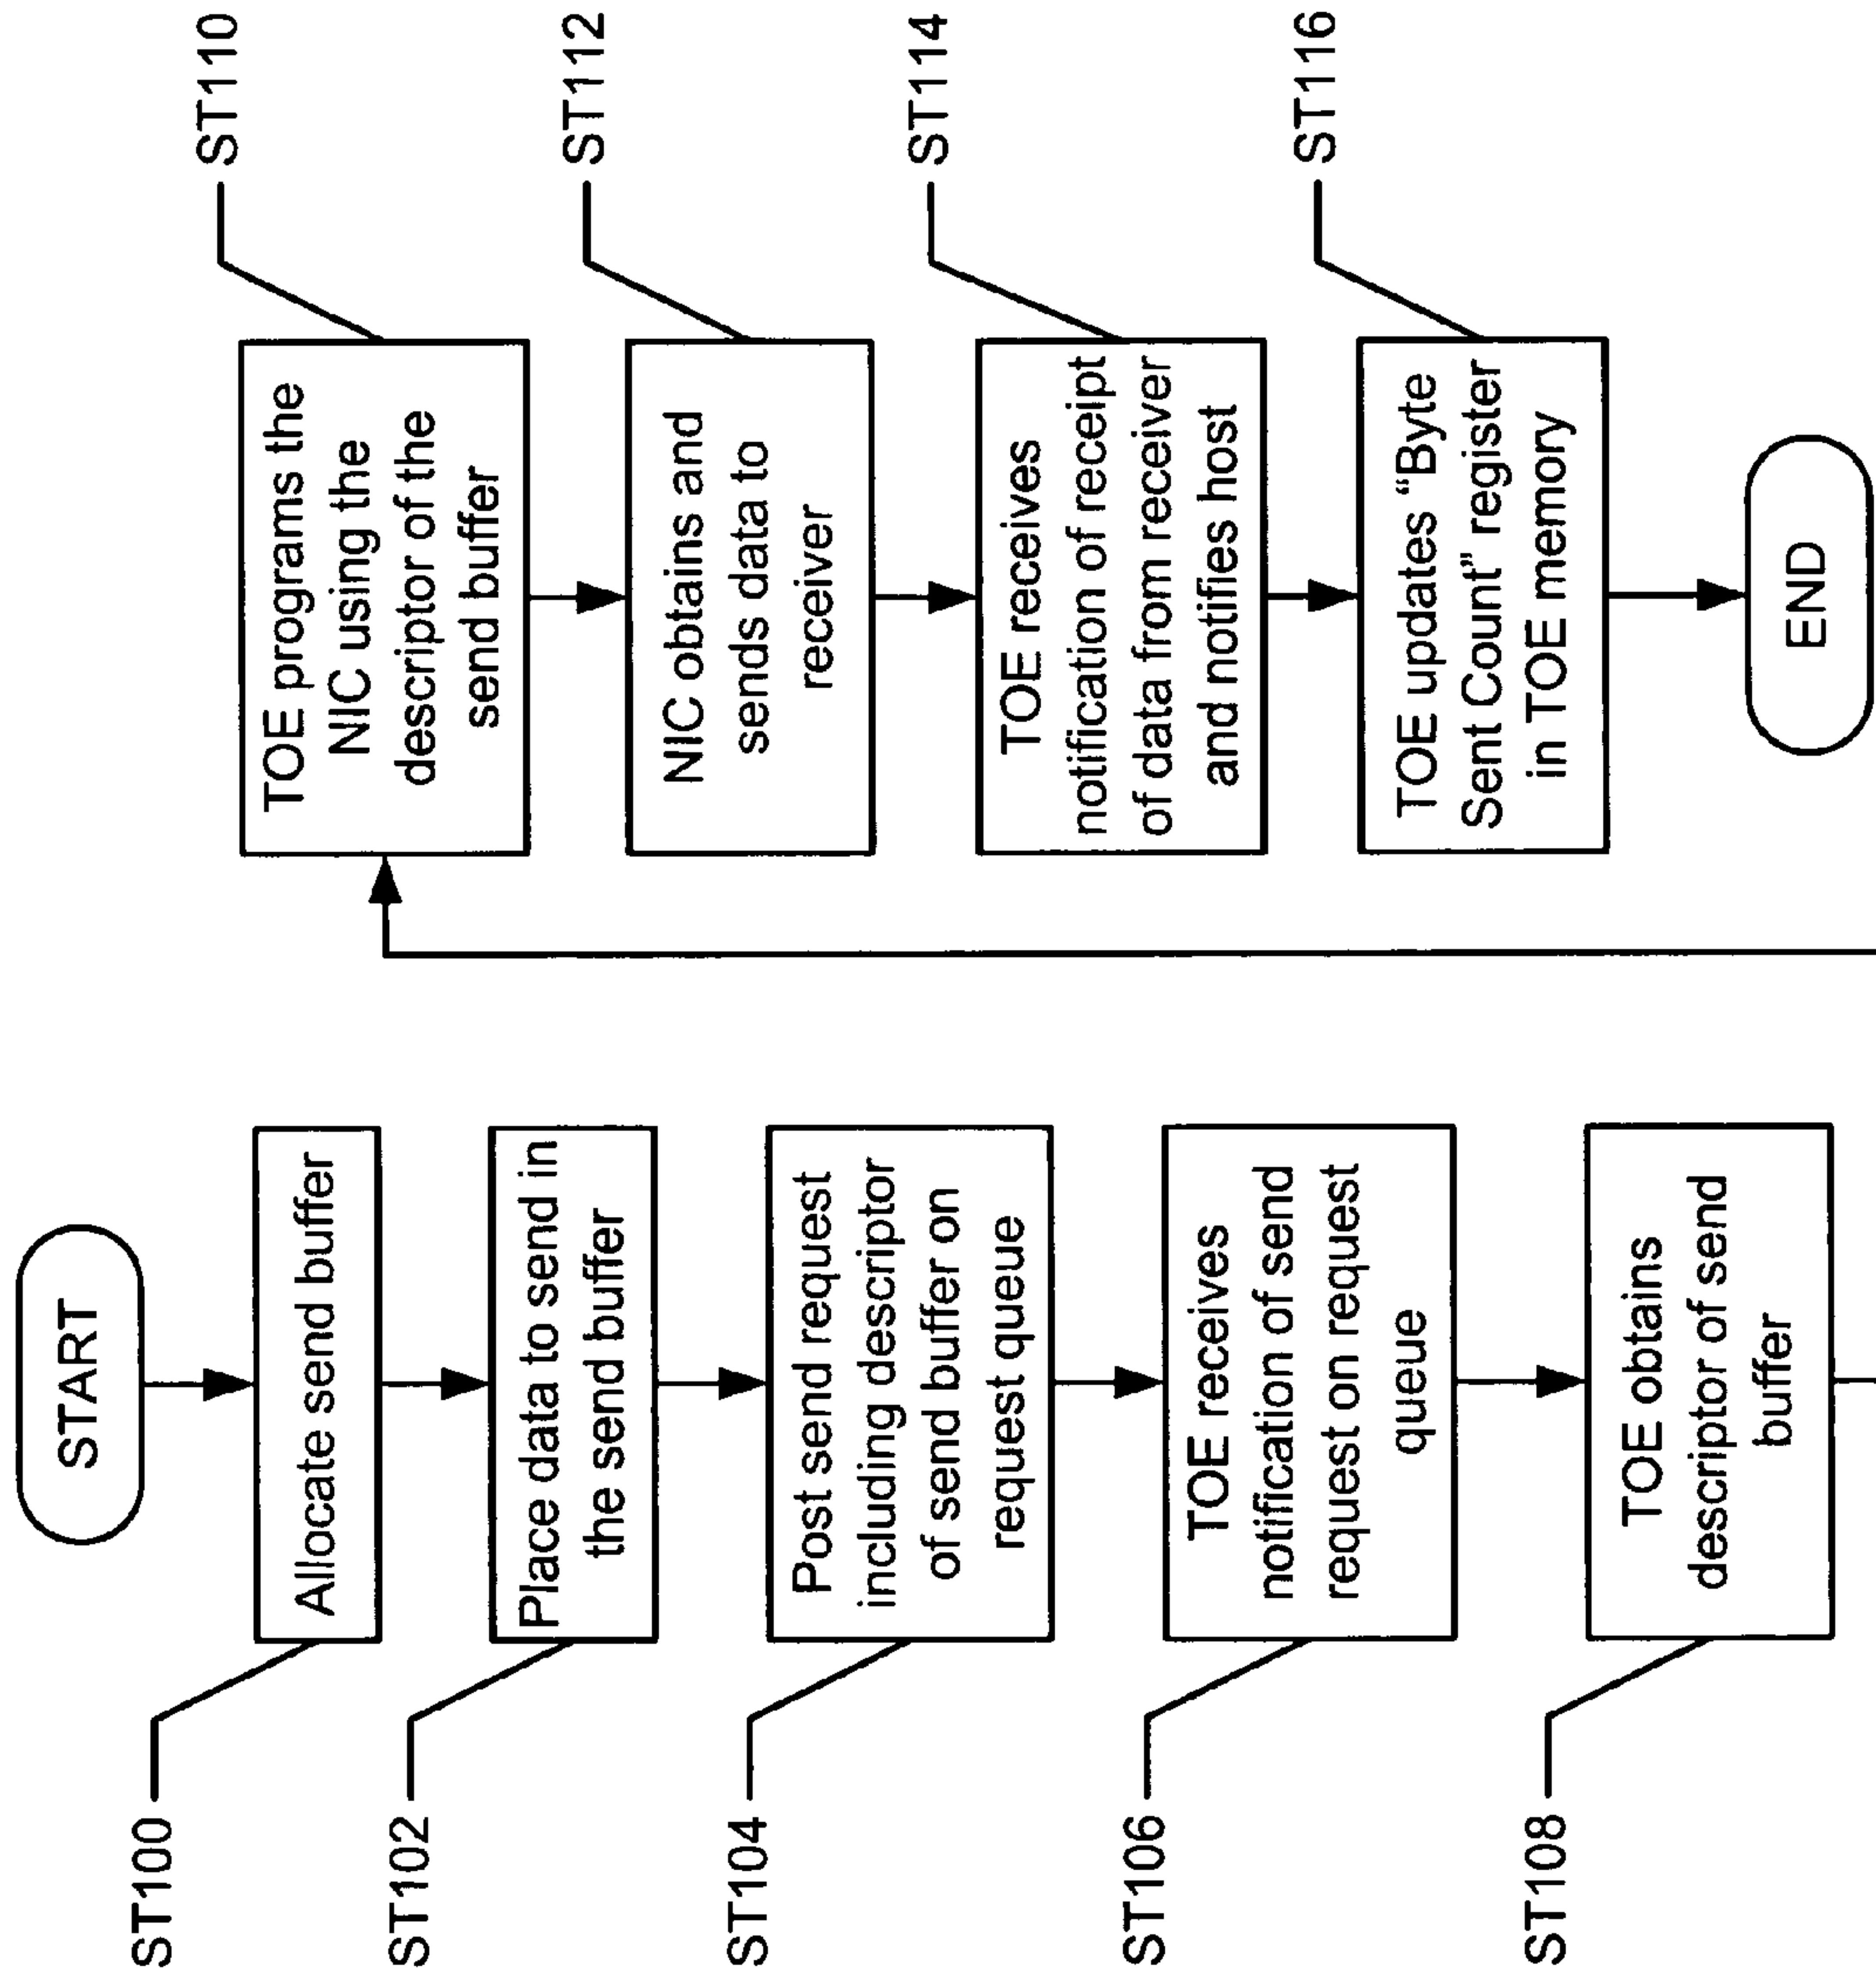 START
ST100
Allocate send buffer
ST102
Place data to send in
the send buffer
ST104
Post send request
including descriptor
of send buffer on
request queue
ST106
TOE receives
notification of send
request on request
queue
ST108
TOE obtains
descriptor of send
buffer
ST110
TOE programs the
NIC using the
descriptor of the
send buffer
ST112
NIC obtains and
sends data to
receiver
ST114
TOE receives
notification of receipt
of data from receiver
and notifies host
ST116
TOE updates “Byte
Sent Count” register
in TOE memory
END